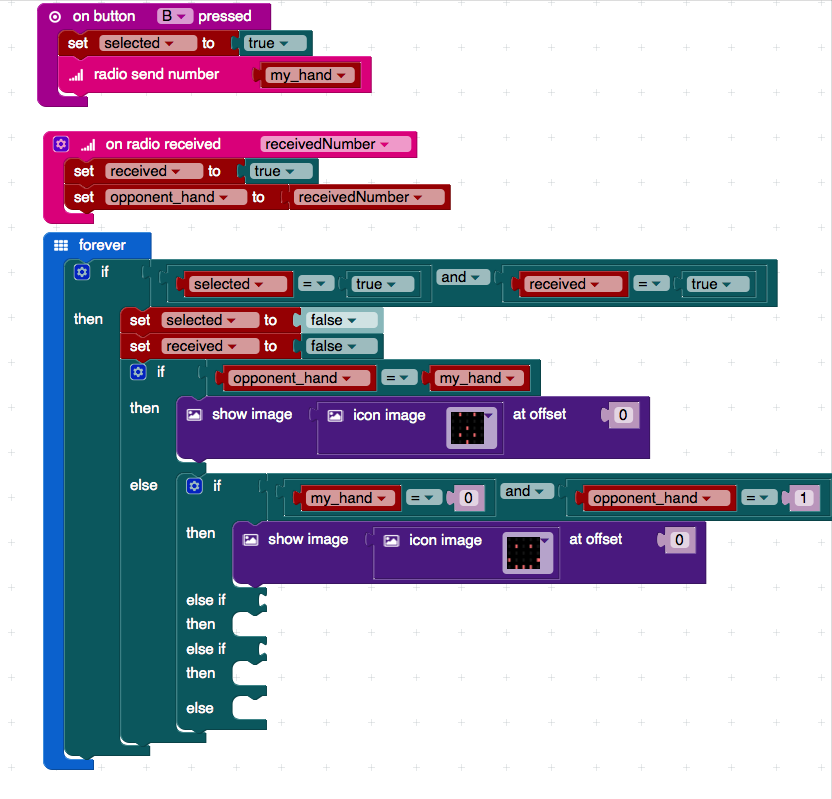 on button B pressed
set selected to true
radio send number my_hand
on radio received receivedNumber
set received to true
set opponent_hand to receivedNumber
forever
if selected = true and received = true
then set selected to false
set received to false
if opponent_hand = my_hand
then show image icon image at offset 0
else if my_hand = 0 and opponent_hand = 1
then show image icon image at offset 0
else if
then
else if
then
else